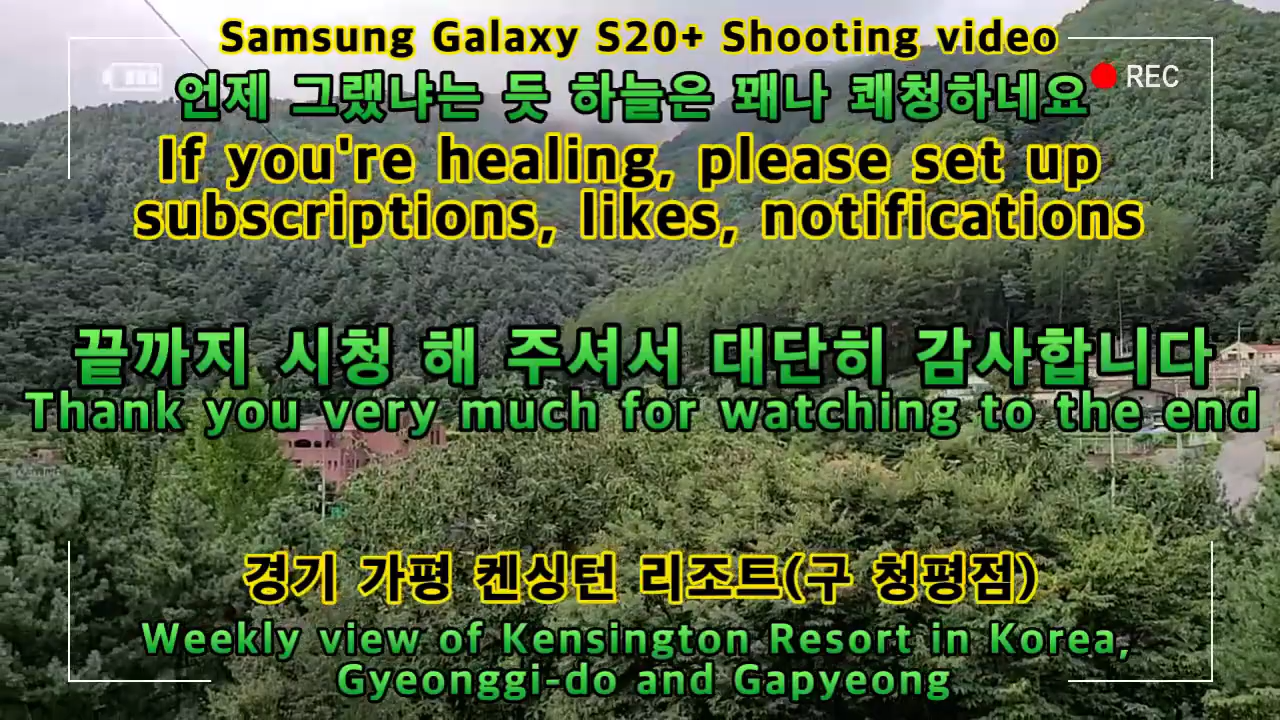 Samsung Galaxy S20+ Shooting video
언제 그랬냐는 듯 하늘은 꽤나 쾌청하네요
REC
If you're healing, please set up
subscriptions, likes, notifications
끝까지 시청 해 주셔서 대단히 감사합니다
Thank you very much for watching to the end
경기 가평 켄싱턴 리조트(구 청평점)
Weekly view of Kensington Resort in Korea,
Gyeonggi-do and Gapyeong